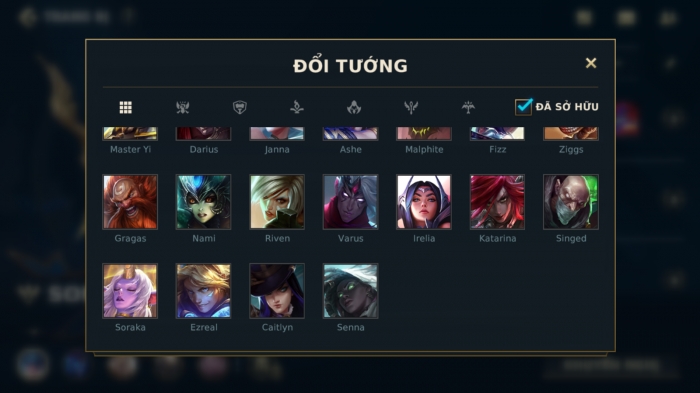 ĐỔI TƯỚNG
ĐÃ SỞ HỮU
Master Yi Darius Janna Ashe Malphite Fizz Ziggs
Gragas Nami Riven Varus Irelia Katarina Singed
Soraka Ezreal Caitlyn Senna